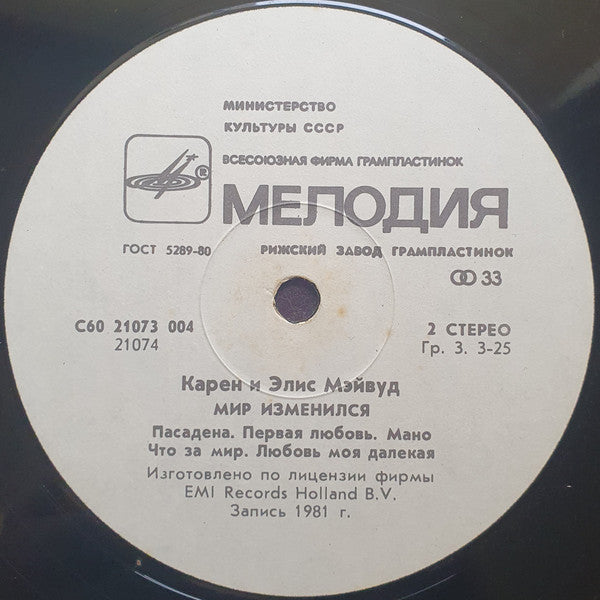 МИНИСТЕРСТВО
КУЛЬТУРЫ СССР
ВСЕСОЮЗНАЯ ФИРМА ГРАМПЛАСТИНОК
®
МЕЛОДИЯ
ГОСТ 5289-80 РИЖСКИЙ ЗАВОД ГРАМПЛАСТИНОК
33
С60 21073 004 2 СТЕРЕО
21074 Гр. 3. 3-25
Карен и Элис Мэйвуд
МИР ИЗМЕНИЛСЯ
Пасадена. Первая любовь. Мано
Что за мир. Любовь моя далекая
Изготовлено по лицензии фирмы
EMI Records Holland B.V.
Запись 1981 г.